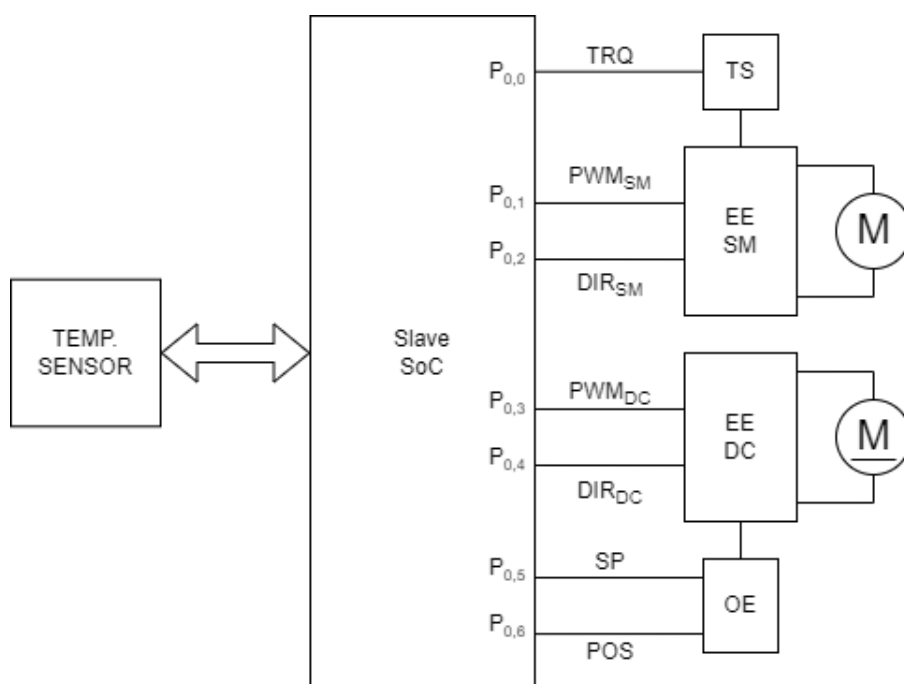 TRQ
P0,0
TS
PWMSM
P0,1
EE
SM
M
P0,2
DIRSM
TEMP.
SENSOR
Slave
SoC
PWMDC
P0,3
EE
DC
M
P0,4
DIRDC
SP
P0,5
OE
P0,6
POS